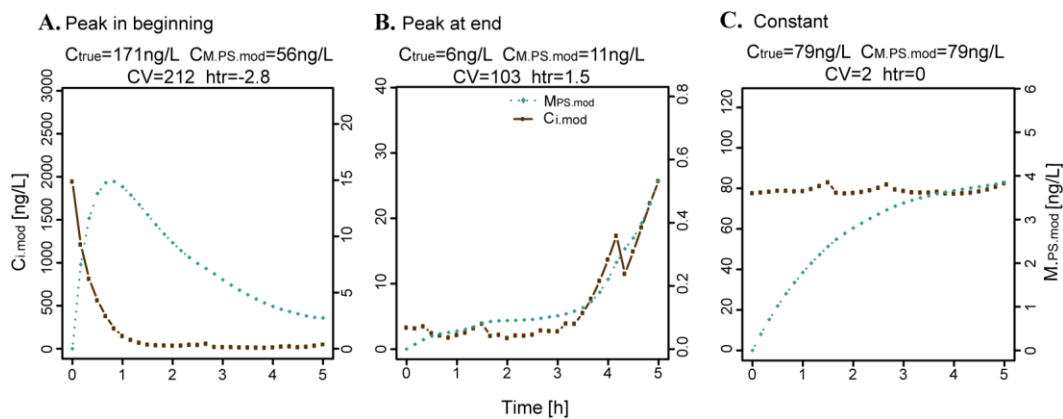 A. Peak in beginning
Ctrue=171ng/L CM.PS.mod=56ng/L
CV=212 htr=-2.8
3000
2500
2000
1500
1000
500
0
20
15
10
5
0
0 1 2 3 4 5
Ci.mod [ng/L]
B. Peak at end
Ctrue=6ng/L CM.PS.mod=11ng/L
CV=103 htr=1.5
MPS.mod
Ci.mod
40
30
20
10
0
0.8
0.6
0.4
0.2
0.0
0 1 2 3 4 5
Time [h]
C. Constant
Ctrue=79ng/L CM.PS.mod=79ng/L
CV=2 htr=0
120
100
80
60
40
20
0
6
5
4
3
2
1
0
0 1 2 3 4 5
M.PS.mod [ng/L]